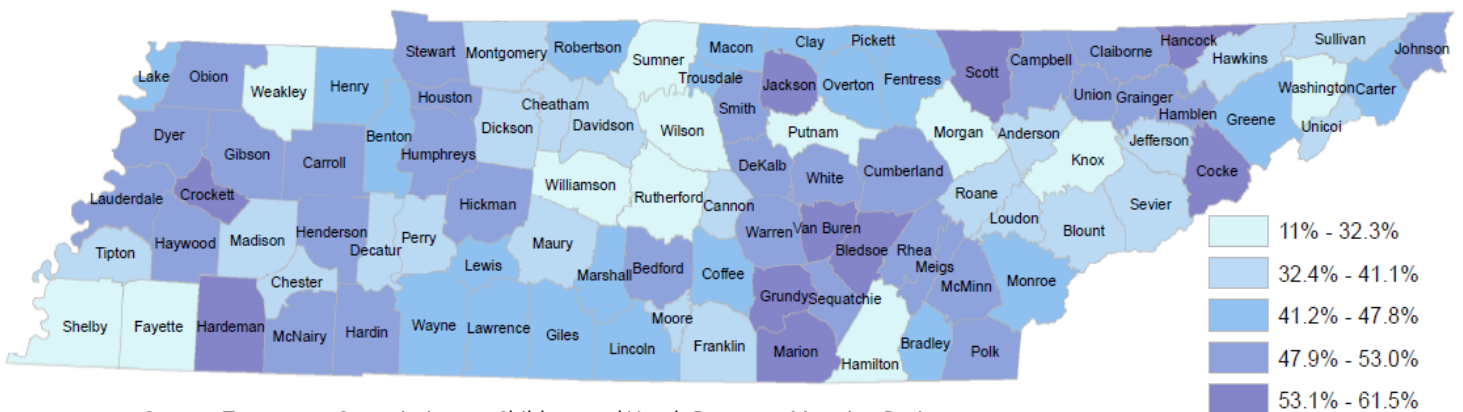 Stewart
Montgomery
Robertson
Sumner
Macon
Clay
Pickett
Scott
Campbell
Claiborne
Hancock
Hawkins
Sullivan
Johnson
Lake
Obion
Weakley
Henry
Houston
Cheatham
Trousdale
Smith
Jackson
Overton
Fentress
Union
Grainger
Hamblen
Greene
Washington
Carter
Unicoi
Dyer
Gibson
Carroll
Benton
Humphreys
Dickson
Davidson
Wilson
Putnam
Morgan
Anderson
Knox
Jefferson
Cocke
Lauderdale
Crockett
Hickman
Williamson
Rutherford
Cannon
DeKalb
White
Cumberland
Roane
Loudon
Blount
Sevier
Tipton
Haywood
Madison
Henderson
Decatur
Perry
Maury
Lewis
Marshall
Bedford
Coffee
Warren
Van Buren
Bledsoe
Rhea
Meigs
McMinn
Monroe
Chester
Grundy
Sequatchie
Shelby
Fayette
Hardeman
McNairy
Hardin
Wayne
Lawrence
Giles
Lincoln
Moore
Franklin
Marion
Hamilton
Bradley
Polk
11% - 32.3%
32.4% - 41.1%
41.2% - 47.8%
47.9% - 53.0%
53.1% - 61.5%